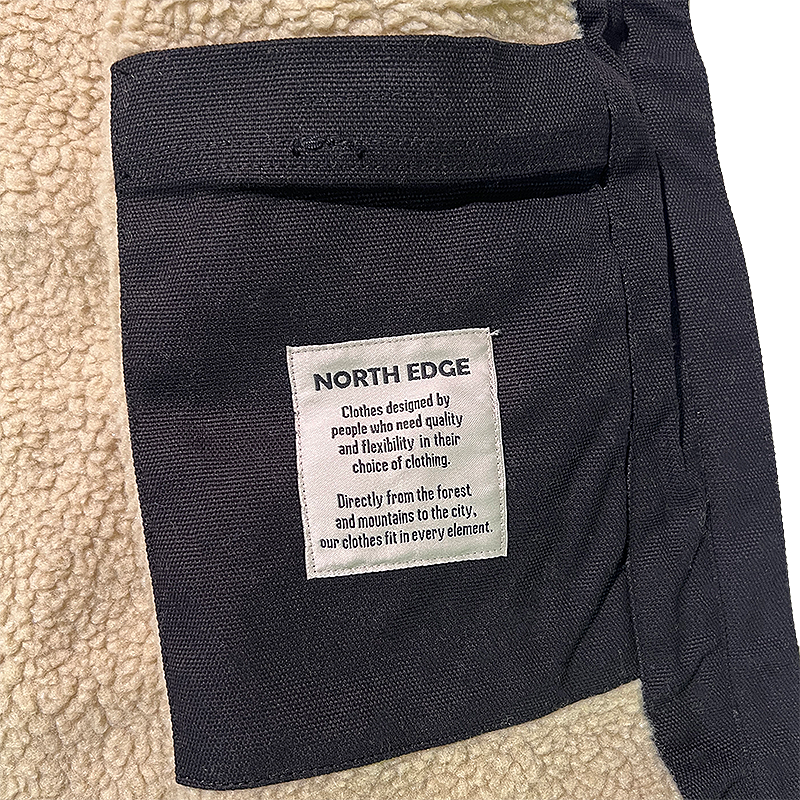 NORTH EDGE
Clothes designed by
people who need quality
and flexibility in their
choice of clothing.
Directly from the forest
and mountains to the city,
our clothes fit in every element.